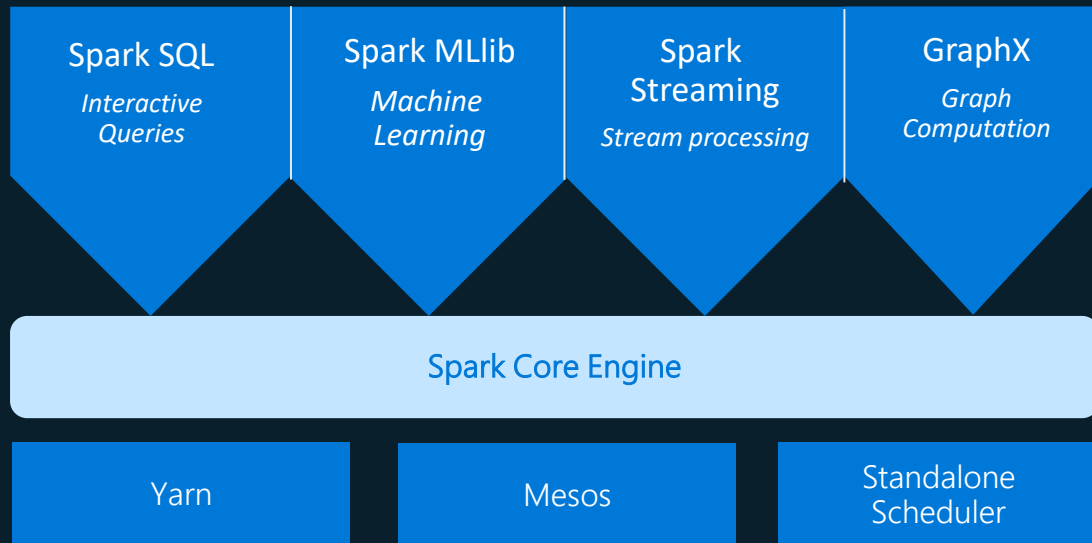 Spark SQL
Interactive
Queries
Spark MLlib
Machine
Learning
Spark
Streaming
Stream processing
GraphX
Graph
Computation
Spark Core Engine
Yarn
Mesos
Standalone
Scheduler